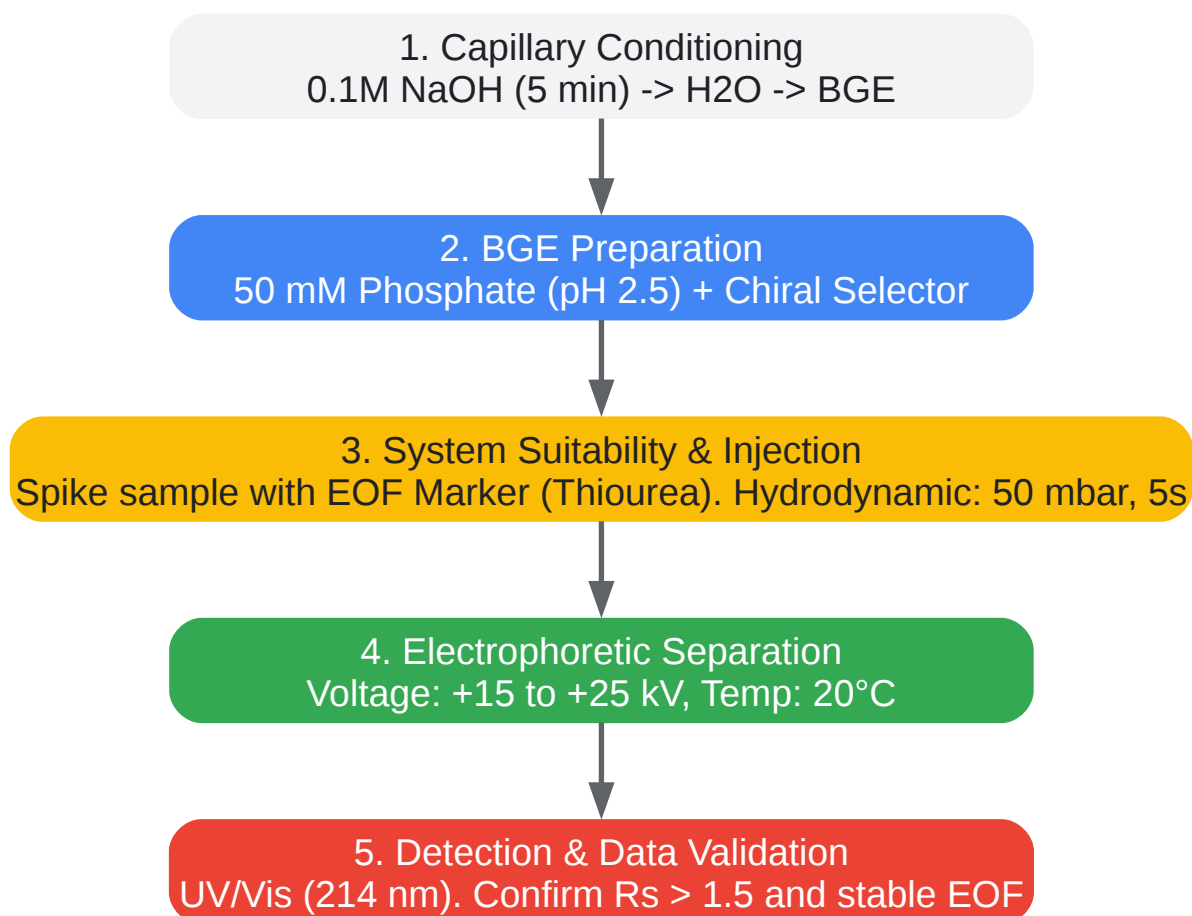 1. Capillary Conditioning
0.1M NaOH (5 min) -> H2O -> BGE
2. BGE Preparation
50 mM Phosphate (pH 2.5) + Chiral Selector
3. System Suitability & Injection
Spike sample with EOF Marker (Thiourea). Hydrodynamic: 50 mbar, 5s
4. Electrophoretic Separation
Voltage: +15 to +25 kV, Temp: 20°C
5. Detection & Data Validation
UV/Vis (214 nm). Confirm Rs > 1.5 and stable EOF